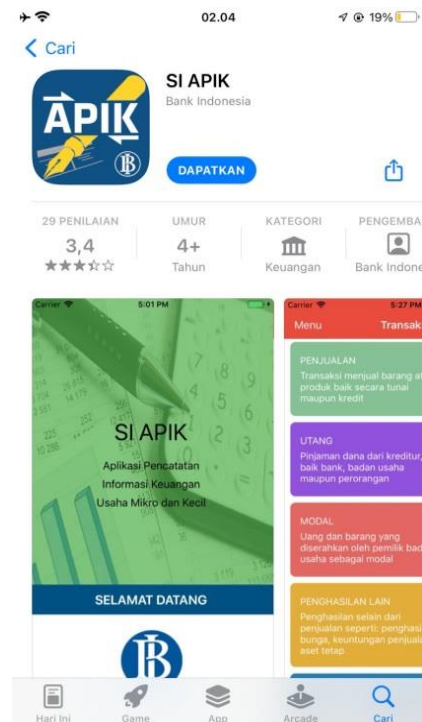 02.04
19%
Cari
APIK
SI APIK
Bank Indonesia
DAPATKAN
29 PENILAIAN
UMUR
KATEGORI
PENGEMBA
3,4
4+
Tahun
Keuangan
Bank Indone
Carrier
5:01 PM
SI APIK
Aplikasi Pencatatan
Informasi Keuangan
Usaha Mikro dan Kecil
SELAMAT DATANG
Carrier
5:27 PM
Menu
Transak
PENJUALAN
Transaksi menjual barang at
produk baik secara tunai
maupun kredit
UTANG
Pinjaman dana dari kreditur,
baik bank, badan usaha
maupun perorangan
MODAL
Uang dan barang yang
diserahkan oleh pemilik bad
usaha sebagai modal
PENGHASILAN LAIN
Penghasilan selain dari
penjualan seperti: penghasi
bunga, keuntungan penjuala
aset tetap
Hari Ini
Game
App
Arcade
Cari